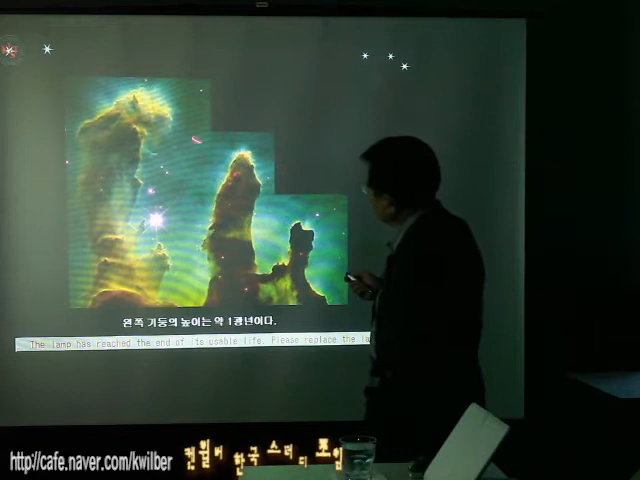 왼쪽 기둥의 높이는 약 1광년이다.
The lamp has reached the end of its usable life. Please replace the la
http://cafe.naver.com/kwilber 켄 윌버 한국 스터디 모임